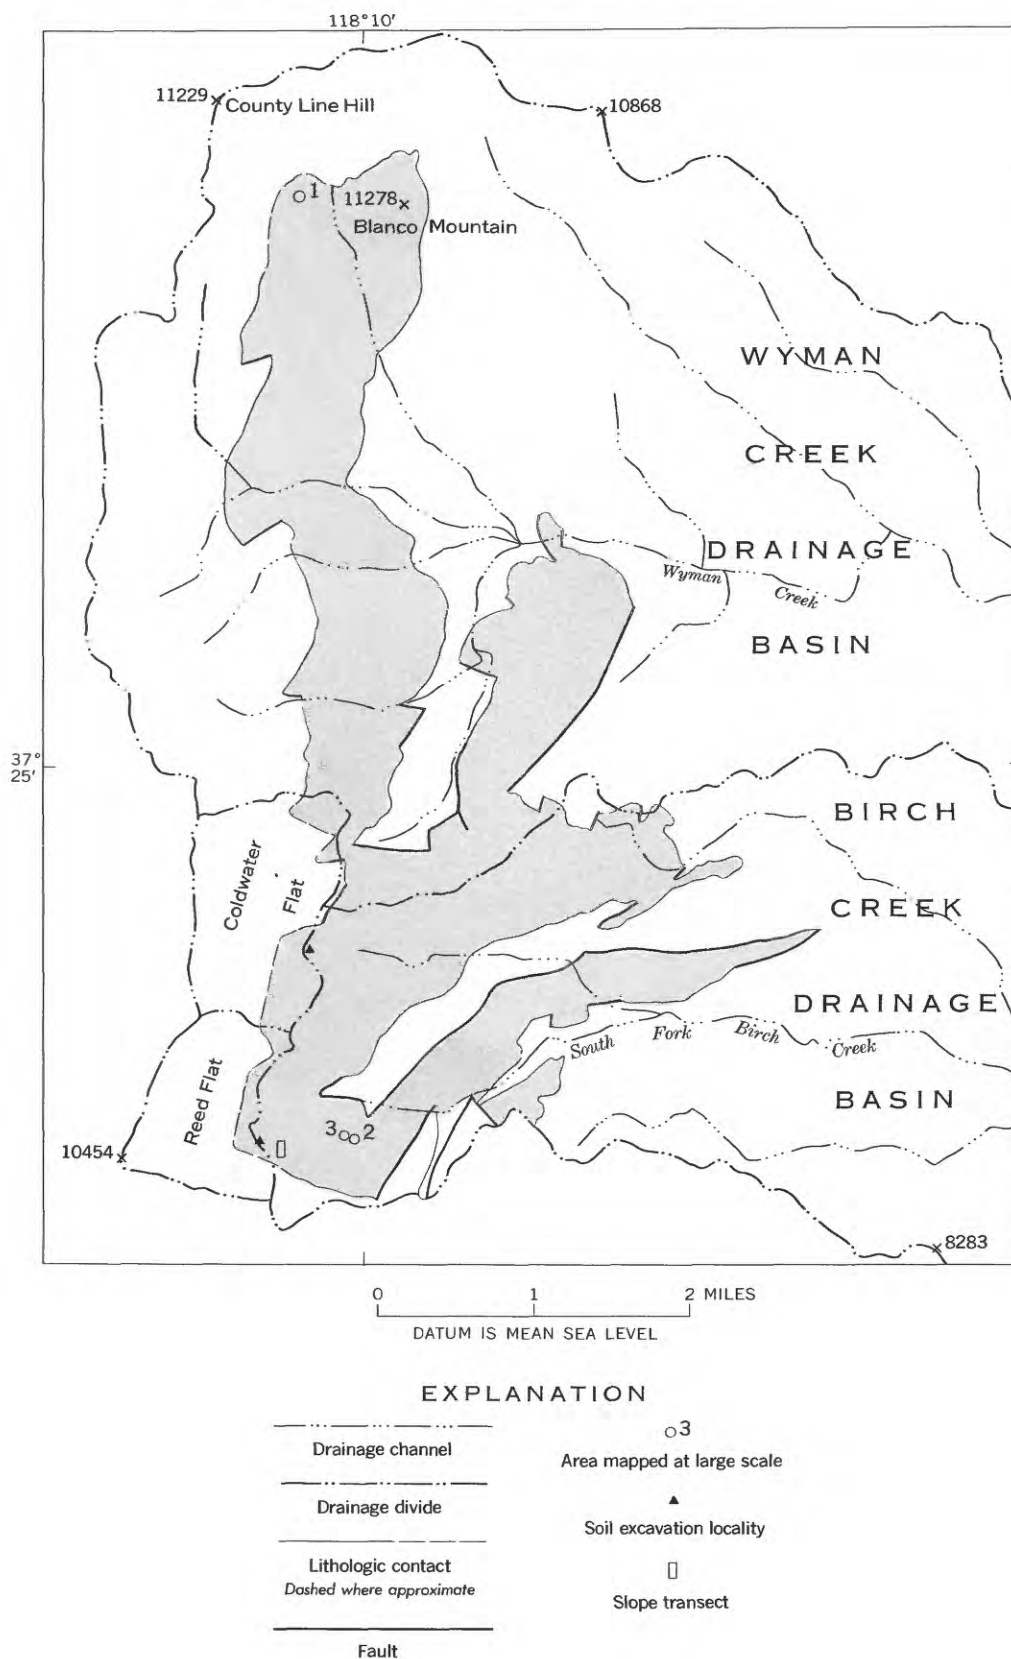 118° 10′
11229
County Line Hill
10868
1
11278
Blanco Mountain
WYMAN
CREEK
DRAINAGE
Wyman
Creek
BASIN
37°
25′
BIRCH
Coldwater
Flat
CREEK
DRAINAGE
South Fork Birch Creek
Reed Flat
BASIN
3
2
10454
8283
0 1 2 MILES
DATUM IS MEAN SEA LEVEL
EXPLANATION
Drainage channel
Drainage divide
Lithologic contact
Dashed where approximate
Fault
3
Area mapped at large scale
Soil excavation locality
Slope transect